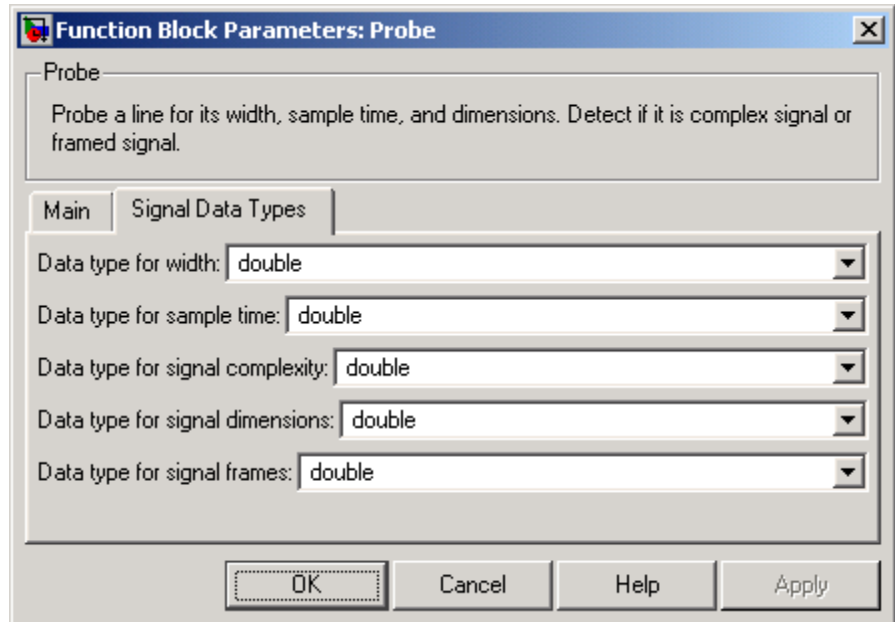 Function Block Parameters: Probe
Probe
Probe a line for its width, sample time, and dimensions. Detect if it is complex signal or
framed signal.
Main
Signal Data Types
Data type for width: double
Data type for sample time: double
Data type for signal complexity: double
Data type for signal dimensions: double
Data type for signal frames: double
OK
Cancel
Help
Apply